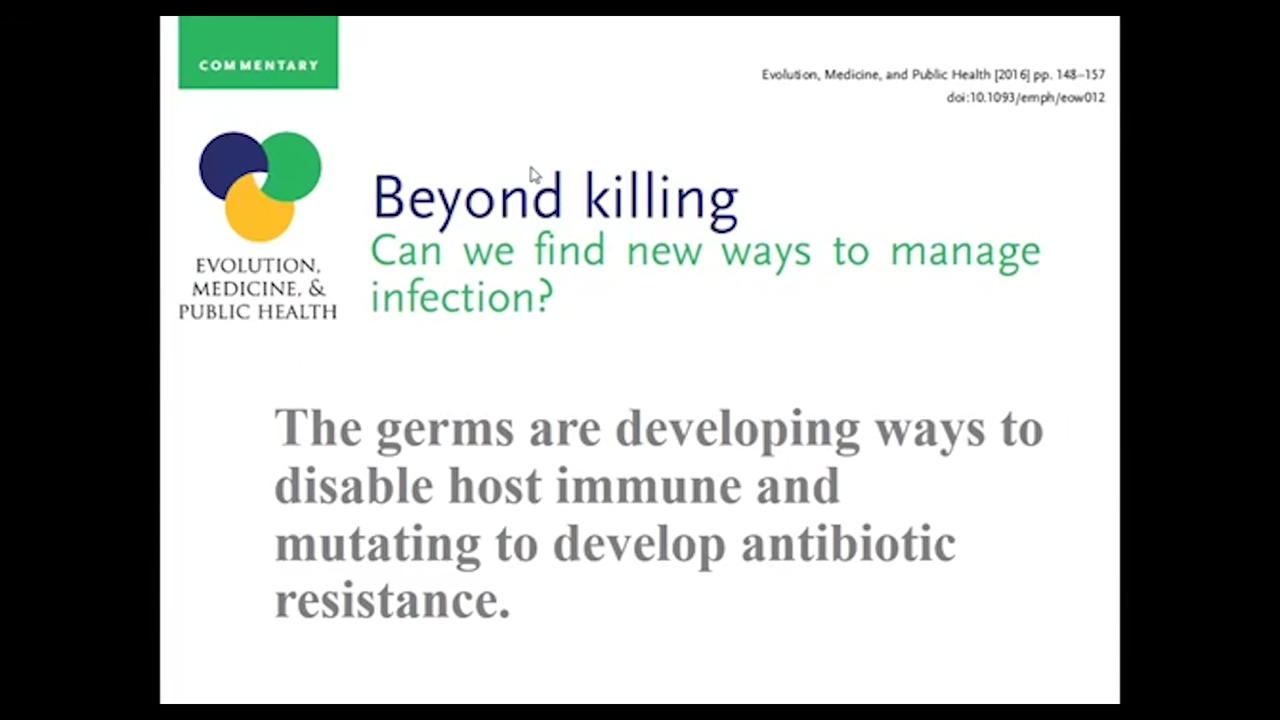 COMMENTARY
Evolution, Medicine, and Public Health [2016] pp. 148–157
doi:10.1093/emph/eow012
EVOLUTION,
MEDICINE, &
PUBLIC HEALTH
Beyond killing
Can we find new ways to manage
infection?
The germs are developing ways to
disable host immune and
mutating to develop antibiotic
resistance.